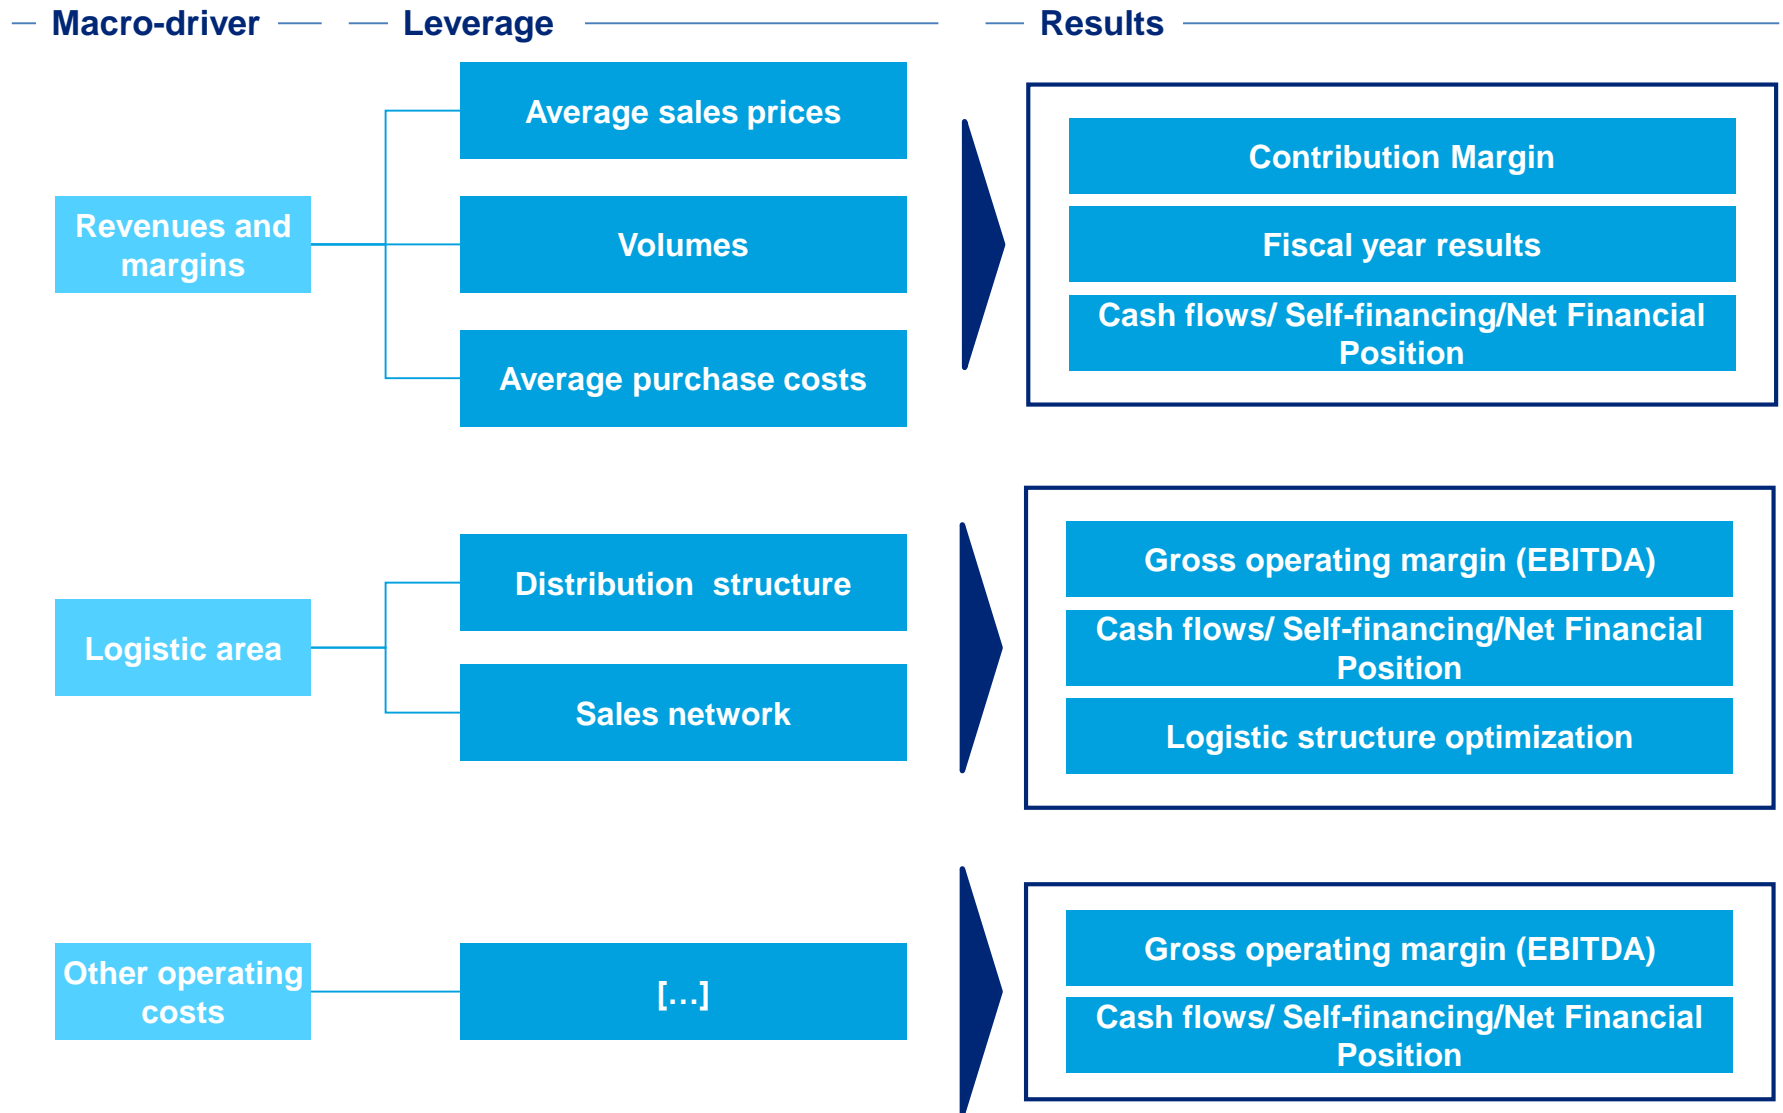 Macro-driver
Leverage
Results
Revenues and
margins
Average sales prices
Volumes
Average purchase costs
Contribution Margin
Fiscal year results
Cash flows/ Self-financing/Net Financial
Position
Logistic area
Distribution  structure
Sales network
Gross operating margin (EBITDA)
Cash flows/ Self-financing/Net Financial
Position
Logistic structure optimization
Other operating
costs
[…]
Gross operating margin (EBITDA)
Cash flows/ Self-financing/Net Financial
Position